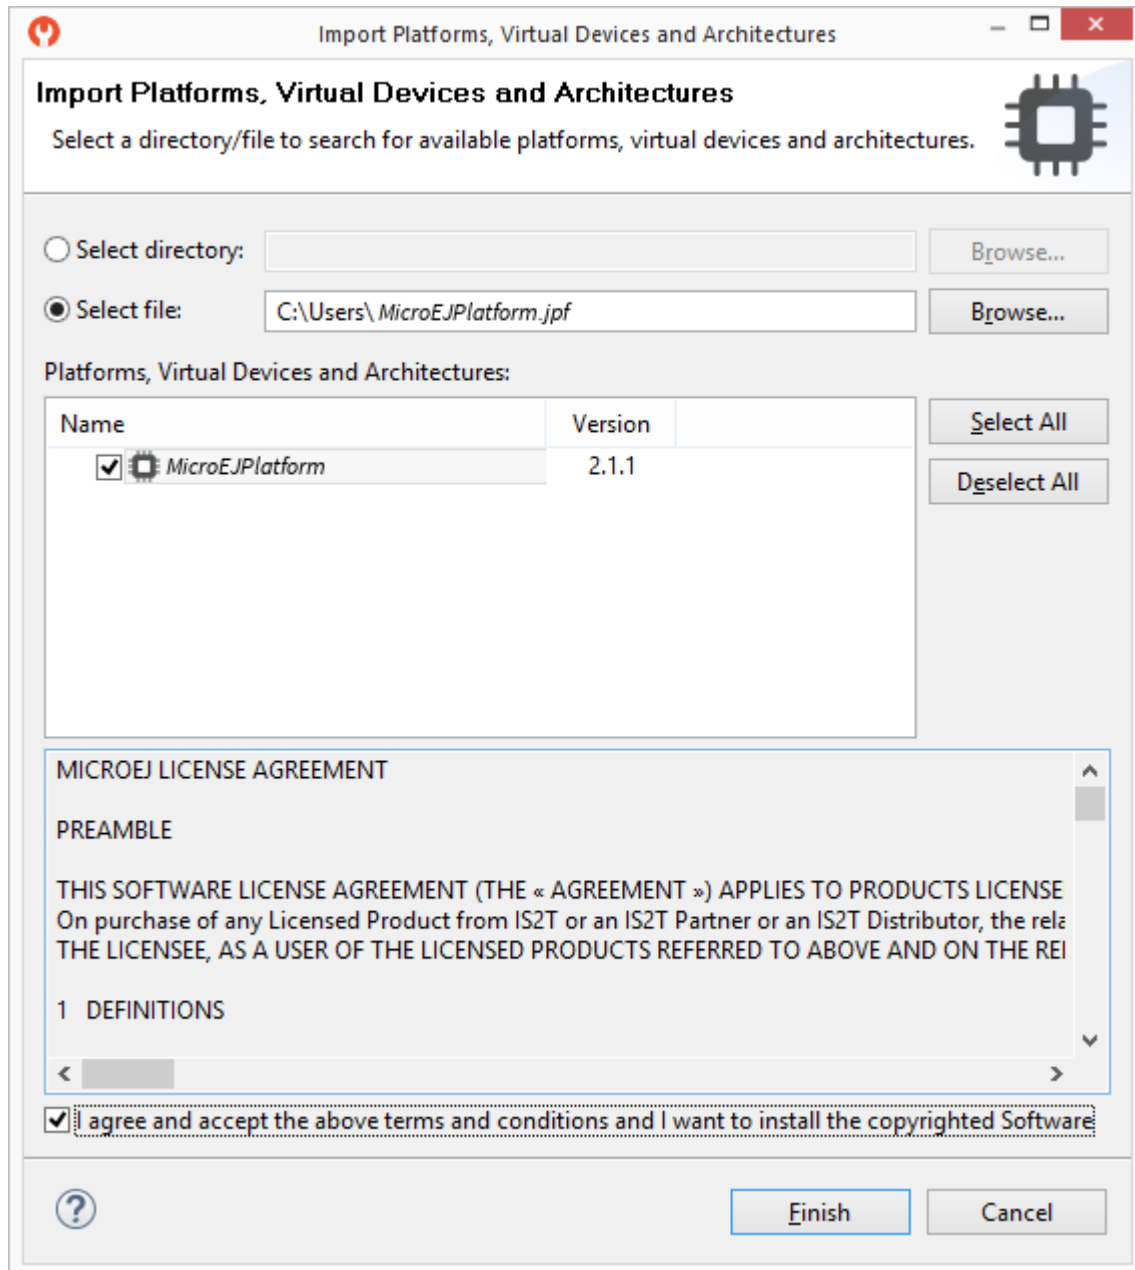 Import Platforms, Virtual Devices and Architectures
Import Platforms, Virtual Devices and Architectures
Select a directory/file to search for available platforms, virtual devices and architectures.
Select directory: Browse...
Select file: C:\Users\ MicroEJPlatform.jpf Browse...
Platforms, Virtual Devices and Architectures:
Name Version Select All
MicroEJPlatform 2.1.1 Deselect All
MICROEJ LICENSE AGREEMENT
PREAMBLE
THIS SOFTWARE LICENSE AGREEMENT (THE « AGREEMENT ») APPLIES TO PRODUCTS LICENSE
On purchase of any Licensed Product from IS2T or an IS2T Partner or an IS2T Distributor, the rela
THE LICENSEE, AS A USER OF THE LICENSED PRODUCTS REFERRED TO ABOVE AND ON THE REI
1 DEFINITIONS
I agree and accept the above terms and conditions and I want to install the copyrighted Software
? Finish Cancel